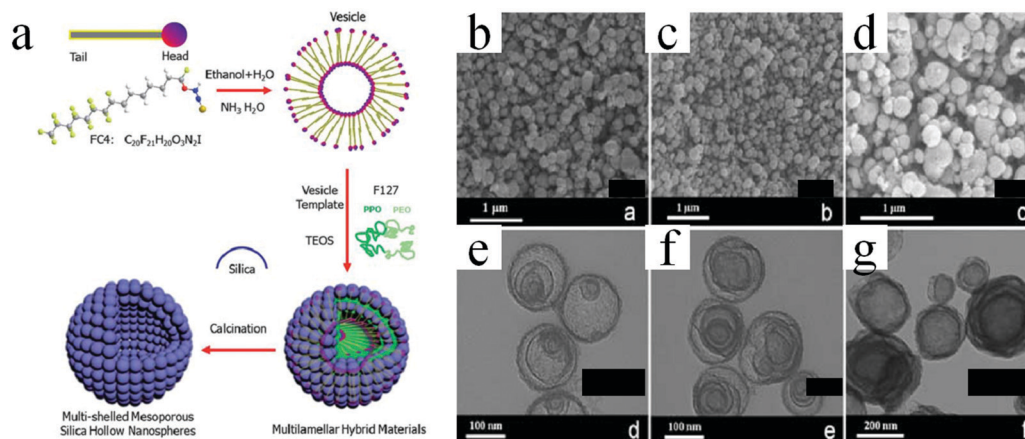 a
Tail
Head
FC4: C20F21H20O3N2I
Ethanol+H2O
NH3 H2O
Vesicle
Vesicle
Template
TEOS
F127
PPO PEO
Silica
Calcination
Multi-shelled Mesoporous
Silica Hollow Nanospheres
Multilamellar Hybrid Materials
b
1 μm
a
c
1 μm
b
d
1 μm
e
100 nm
d
f
100 nm
e
g
200 nm